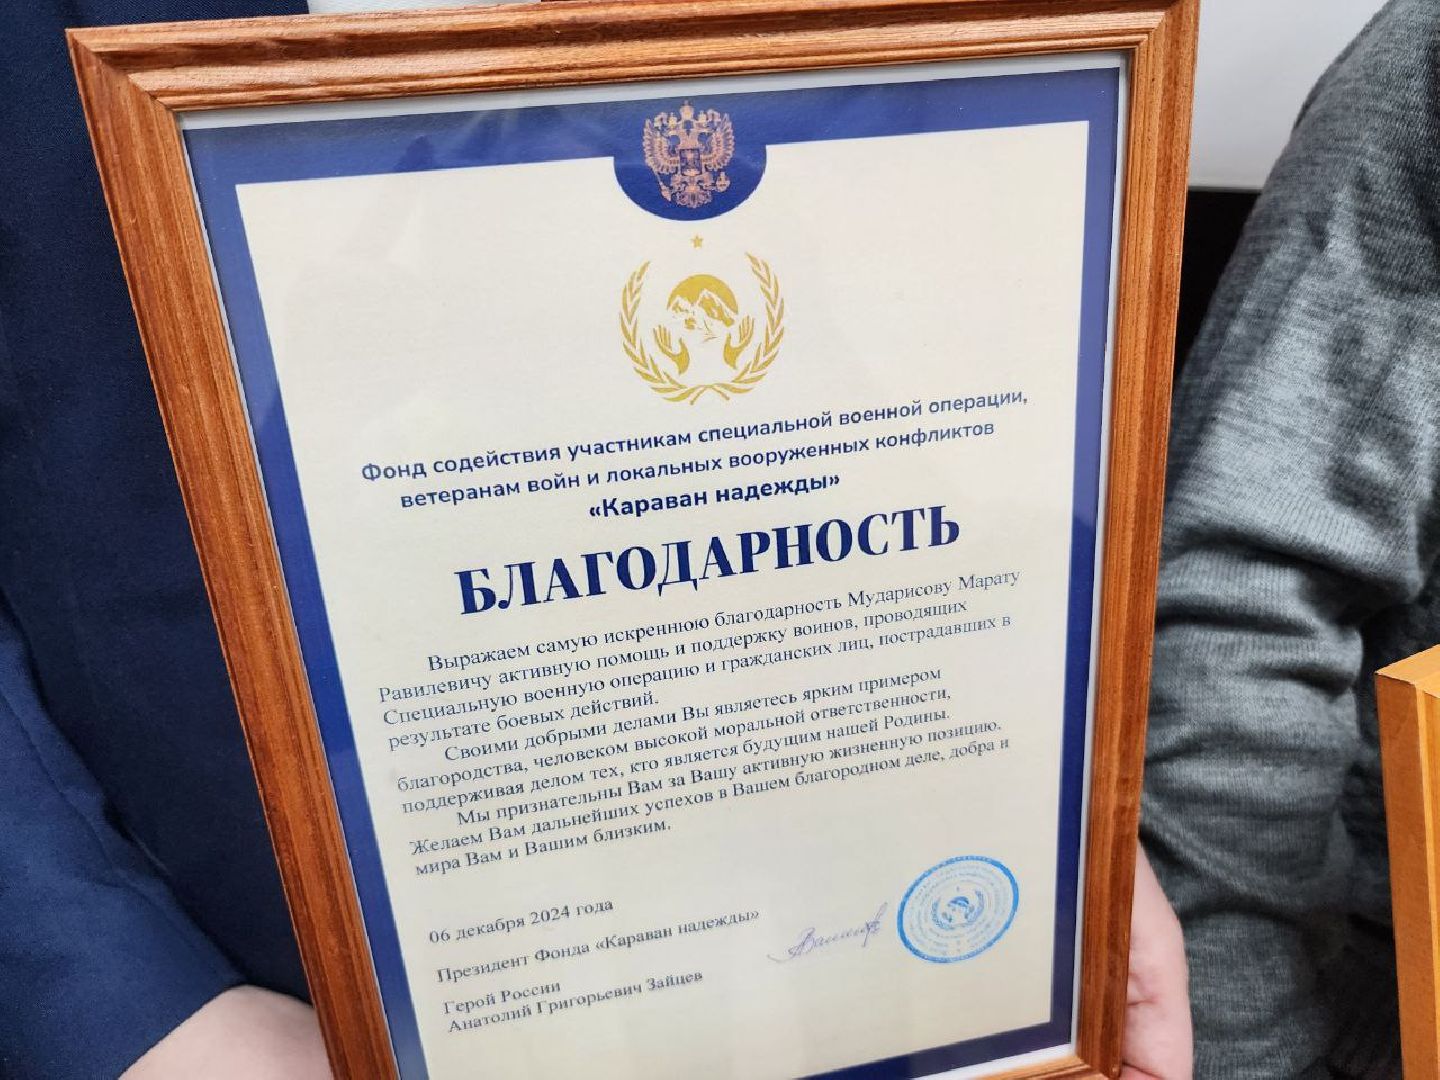 Фонд содействия участникам специальной военной операции,
ветеранам войн и локальных вооруженных конфликтов
«Караван надежды»
БЛАГОДАРНОСТЬ
Выражаем самую искреннюю благодарность Мударисову Марату
Равилевичу активную помощь и поддержку воинов, проводящих
Специальную военную операцию и гражданских лиц, пострадавших в
результате боевых действий.
Своими добрыми делами Вы являетесь ярким примером
благородства, человеком высокой моральной ответственности,
поддерживая делом тех, кто является будущим нашей Родины.
Мы признательны Вам за Вашу активную жизненную позицию.
Желаем Вам дальнейших успехов в Вашем благородном деле, добра и
мира Вам и Вашим близким.
06 декабря 2024 года
Президент Фонда «Караван надежды»
Герой России
Анатолий Григорьевич Зайцев